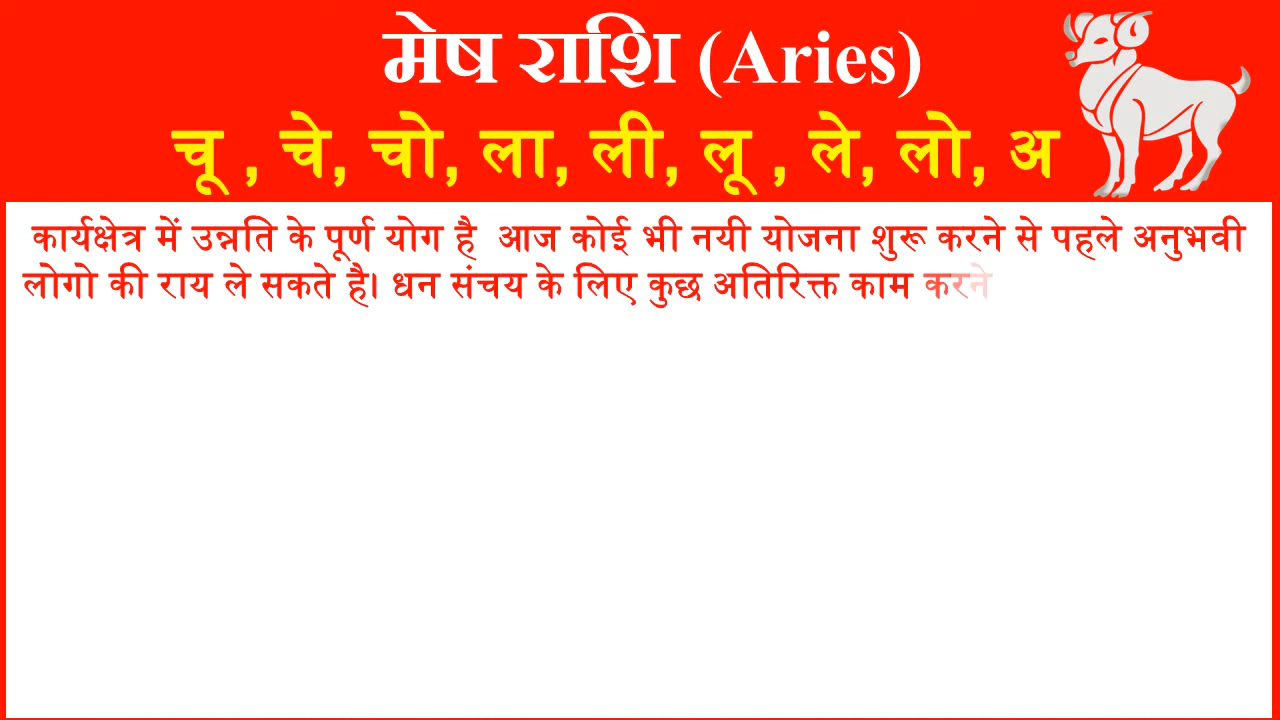 मेष राशि (Aries)
चू , चे, चो, ला, ली, लू , ले, लो, अ
कार्यक्षेत्र में उन्नति के पूर्ण योग है आज कोई भी नयी योजना शुरू करने से पहले अनुभवी
लोगो की राय ले सकते है। धन संचय के लिए कुछ अतिरिक्त काम करने